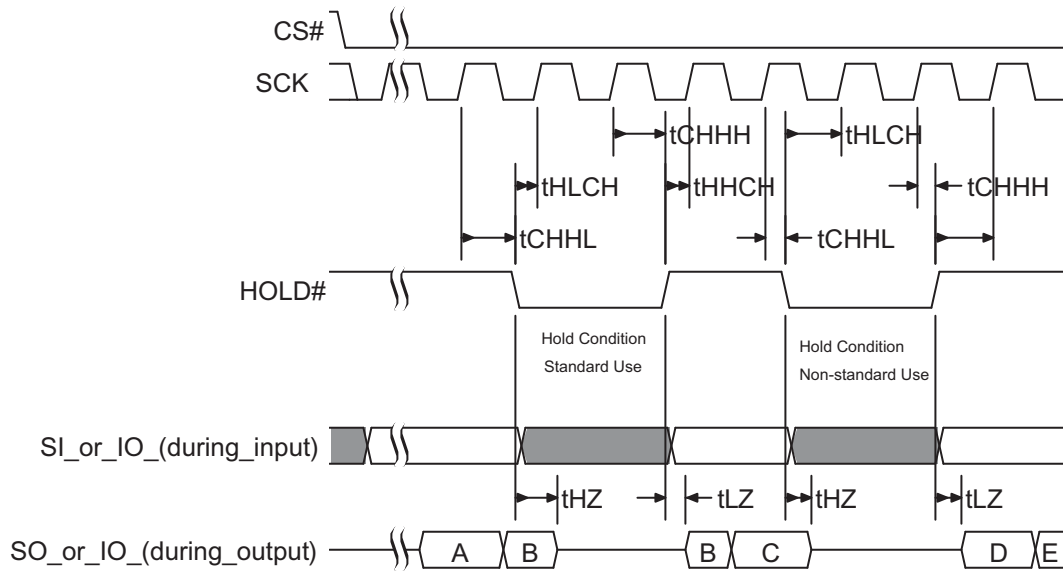 CS#
SCK
tCHHH
tHLCH
tHLCH
tHHCH
tCHHH
tCHHL
tCHHL
HOLD#
Hold Condition
Standard Use
Hold Condition
Non-standard Use
SI_or_IO_(during_input)
tHZ
tLZ
tHZ
tLZ
SO_or_IO_(during_output)
A
B
B
C
D
E